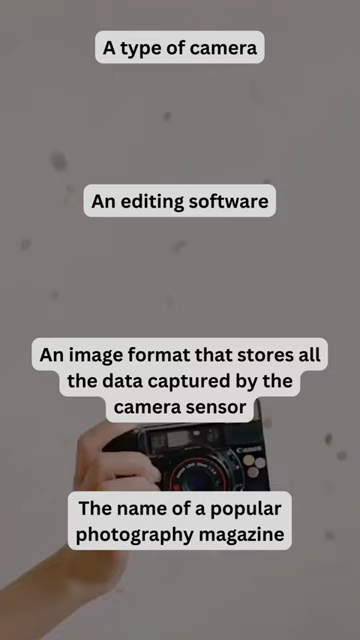 A type of camera
An editing software
An image format that stores all
the data captured by the
camera sensor
Canon
The name of a popular
photography magazine